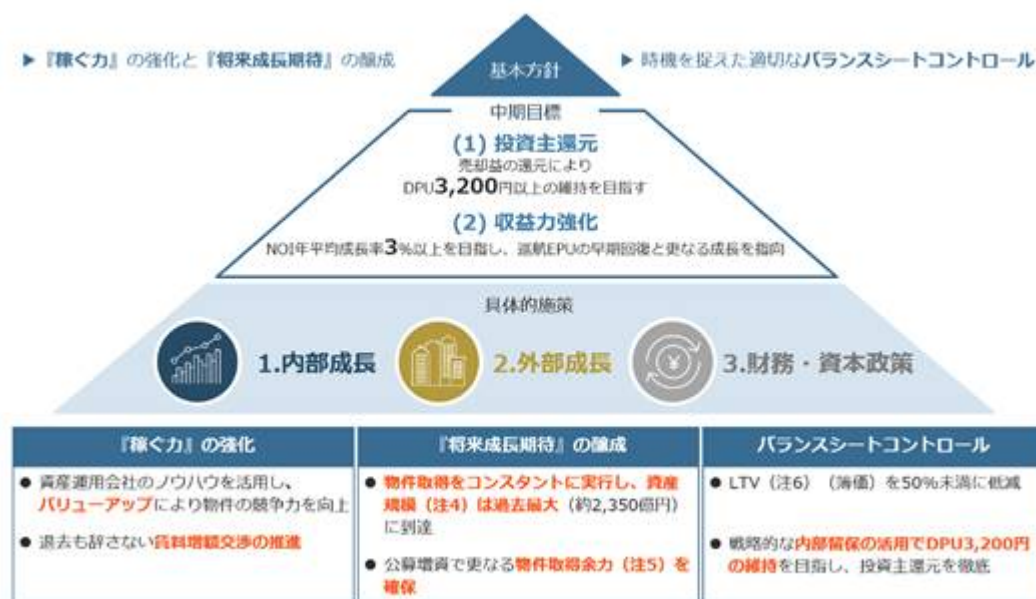 ▶『稼ぐ力』の強化と『将来成長期待』の醸成
基本方針
▶ 時機を捉えた適切なバランスシートコントロール
中期目標
(1) 投資主還元
売却益の還元により
DPU3,200円以上の維持を目指す
(2) 収益力強化
NOI年平均成長率3%以上を目指し、巡航EPUの早期回復と更なる成長を指向
具体的施策
1.内部成長
2.外部成長
¥
3.財務・資本政策
『稼ぐ力』の強化
● 資産運用会社のノウハウを活用し、
バリューアップにより物件の競争力を向上
● 退去も辞さない賃料増額交渉の推進
『将来成長期待』の醸成
● 物件取得をコンスタントに実行し、資産
規模（注4）は過去最大（約2,350億円）
に到達
● 公募増資で更なる物件取得余力（注5）を
確保
バランスシートコントロール
● LTV（注6）（簿価）を50%未満に低減
● 戦略的な内部留保の活用でDPU3,200円
の維持を目指し、投資主還元を徹底